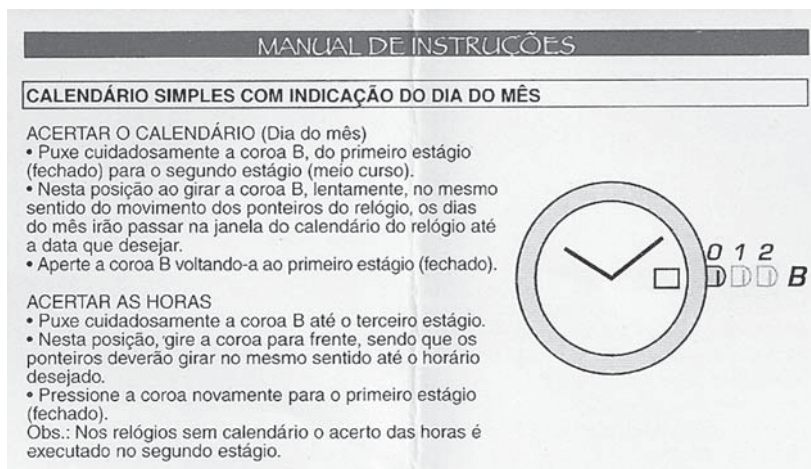 MANUAL DE INSTRUÇÕES
CALENDÁRIO SIMPLES COM INDICAÇÃO DO DIA DO MÊS
ACERTAR O CALENDÁRIO (Dia do mês)
• Puxe cuidadosamente a coroa B, do primeiro estágio
(fechado) para o segundo estágio (meio curso).
• Nesta posição ao girar a coroa B, lentamente, no mesmo
sentido do movimento dos ponteiros do relógio, os dias
do mês irão passar na janela do calendário do relógio até
a data que desejar.
• Aperte a coroa B voltando-a ao primeiro estágio (fechado).
ACERTAR AS HORAS
• Puxe cuidadosamente a coroa B até o terceiro estágio.
• Nesta posição, gire a coroa para frente, sendo que os
ponteiros deverão girar no mesmo sentido até o horário
desejado.
• Pressione a coroa novamente para o primeiro estágio
(fechado).
Obs.: Nos relógios sem calendário o acerto das horas é
executado no segundo estágio.
0 1 2
B